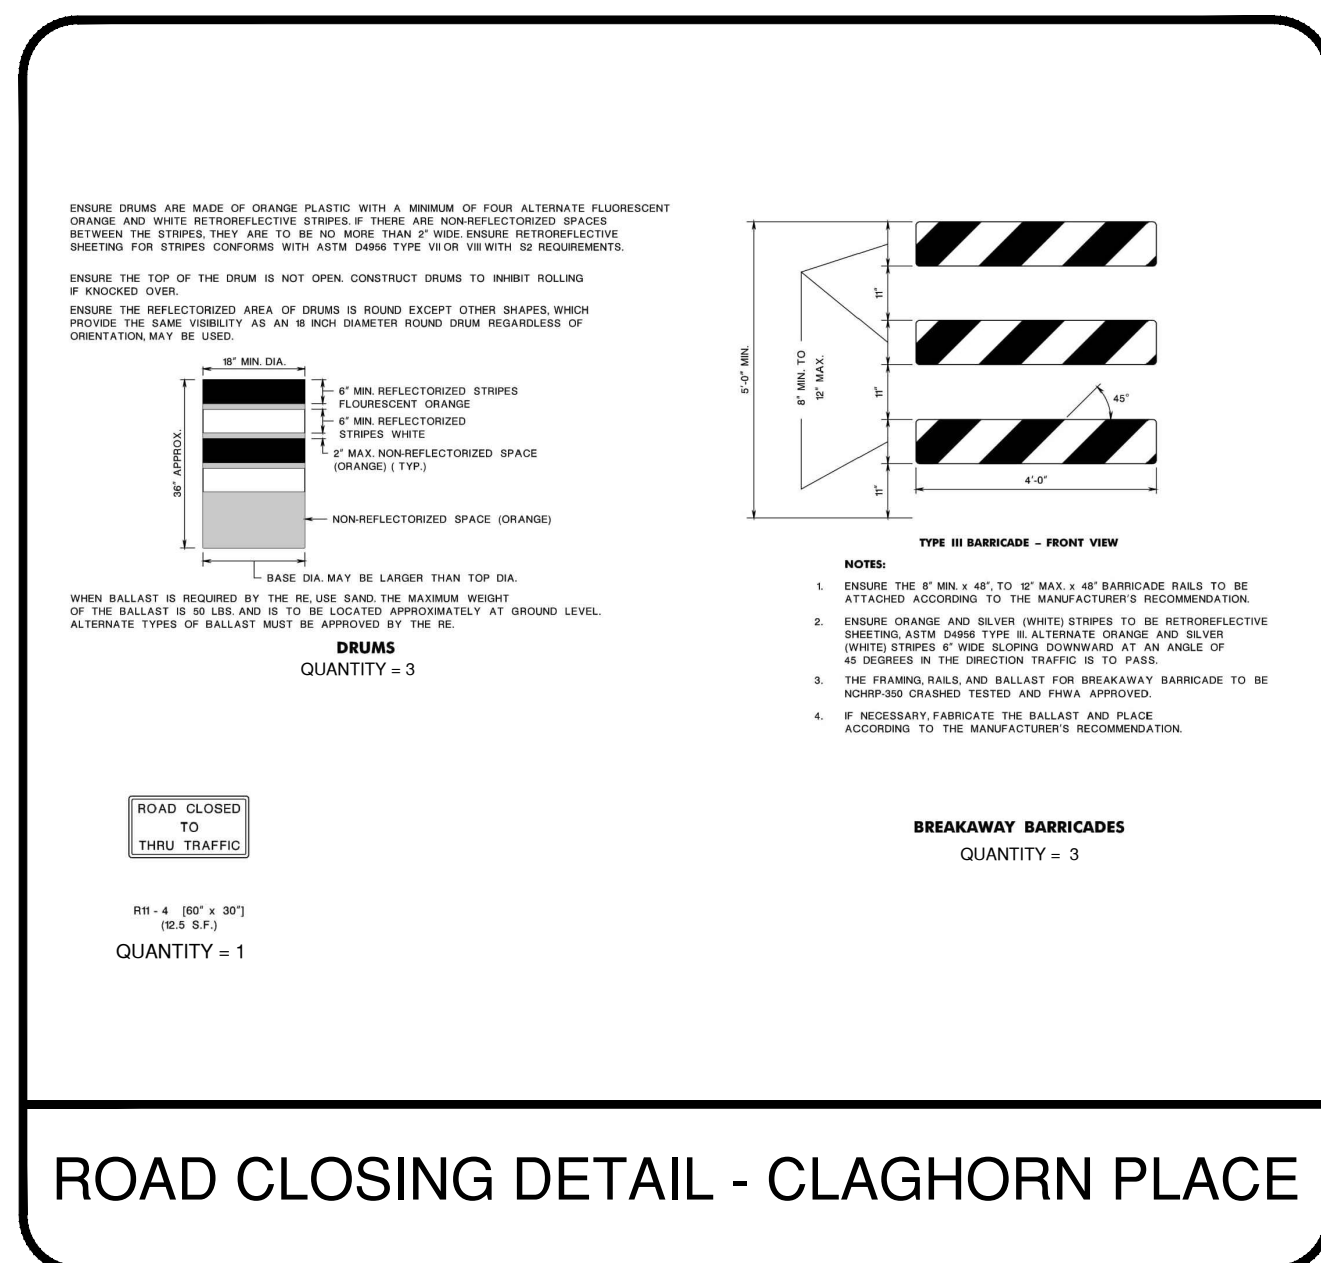 ENSURE DRUMS ARE MADE OF ORANGE PLASTIC WITH A MINIMUM OF FOUR ALTERNATE FLUORESCENT
ORANGE AND WHITE RETROREFLECTIVE STRIPES. IF THERE ARE NON-REFLECTORIZED SPACES
BETWEEN THE STRIPES, THEY ARE TO BE NO MORE THAN 2" WIDE. ENSURE RETROREFLECTIVE
SHEETING FOR STRIPES CONFORMS WITH ASTM D4956 TYPE VII OR VIII WITH S2 REQUIREMENTS.
ENSURE THE TOP OF THE DRUM IS NOT OPEN. CONSTRUCT DRUMS TO INHIBIT ROLLING
IF KNOCKED OVER.
ENSURE THE REFLECTORIZED AREA OF DRUMS IS ROUND EXCEPT OTHER SHAPES, WHICH
PROVIDE THE SAME VISIBILITY AS AN 18 INCH DIAMETER ROUND DRUM REGARDLESS OF
ORIENTATION, MAY BE USED.
18" MIN. DIA.
36" APPROX.
6" MIN. REFLECTORIZED STRIPES
FLOURESCENT ORANGE
6" MIN. REFLECTORIZED
STRIPES WHITE
2" MAX. NON-REFLECTORIZED SPACE
(ORANGE) ( TYP.)
NON-REFLECTORIZED SPACE (ORANGE)
BASE DIA. MAY BE LARGER THAN TOP DIA.
WHEN BALLAST IS REQUIRED BY THE RE, USE SAND. THE MAXIMUM WEIGHT
OF THE BALLAST IS 50 LBS. AND IS TO BE LOCATED APPROXIMATELY AT GROUND LEVEL.
ALTERNATE TYPES OF BALLAST MUST BE APPROVED BY THE RE.
DRUMS
QUANTITY = 3
ROAD CLOSED
TO
THRU TRAFFIC
R11 - 4 [60" x 30"]
(12.5 S.F.)
QUANTITY = 1
5'-0" MIN.
8" MIN. TO
12" MAX.
11"
11"
11"
45°
4'-0"
TYPE III BARRICADE – FRONT VIEW
NOTES:
1. ENSURE THE 8" MIN. x 48", TO 12" MAX. x 48" BARRICADE RAILS TO BE
ATTACHED ACCORDING TO THE MANUFACTURER'S RECOMMENDATION.
2. ENSURE ORANGE AND SILVER (WHITE) STRIPES TO BE RETROREFLECTIVE
SHEETING, ASTM D4956 TYPE III. ALTERNATE ORANGE AND SILVER
(WHITE) STRIPES 6" WIDE SLOPING DOWNWARD AT AN ANGLE OF
45 DEGREES IN THE DIRECTION TRAFFIC IS TO PASS.
3. THE FRAMING, RAILS, AND BALLAST FOR BREAKAWAY BARRICADE TO BE
NCHRP-350 CRASHED TESTED AND FHWA APPROVED.
4. IF NECESSARY, FABRICATE THE BALLAST AND PLACE
ACCORDING TO THE MANUFACTURER'S RECOMMENDATION.
BREAKAWAY BARRICADES
QUANTITY = 3
ROAD CLOSING DETAIL - CLAGHORN PLACE